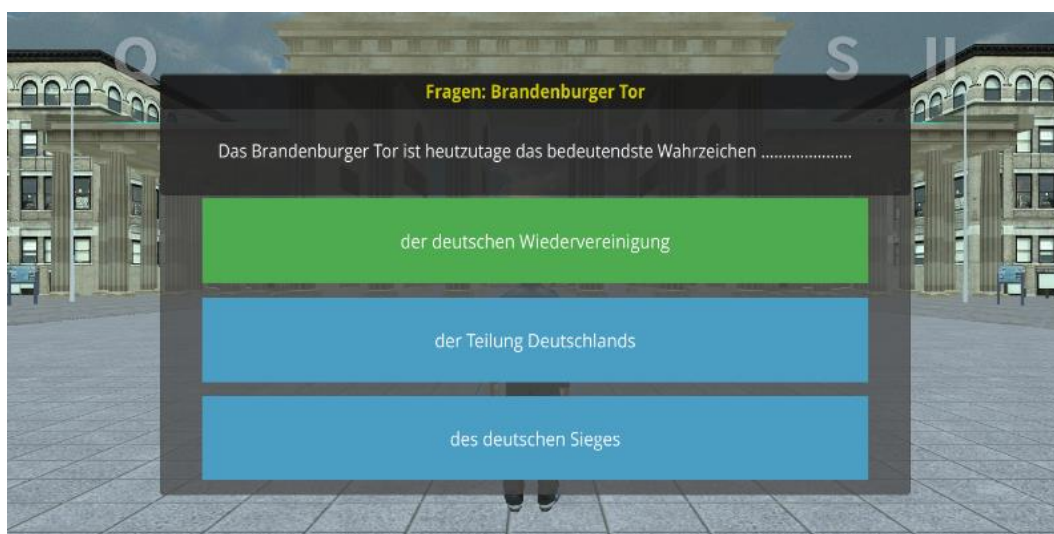 O S II
Fragen: Brandenburger Tor
Das Brandenburger Tor ist heutzutage das bedeutendste Wahrzeichen .....................
der deutschen Wiedervereinigung
der Teilung Deutschlands
des deutschen Sieges